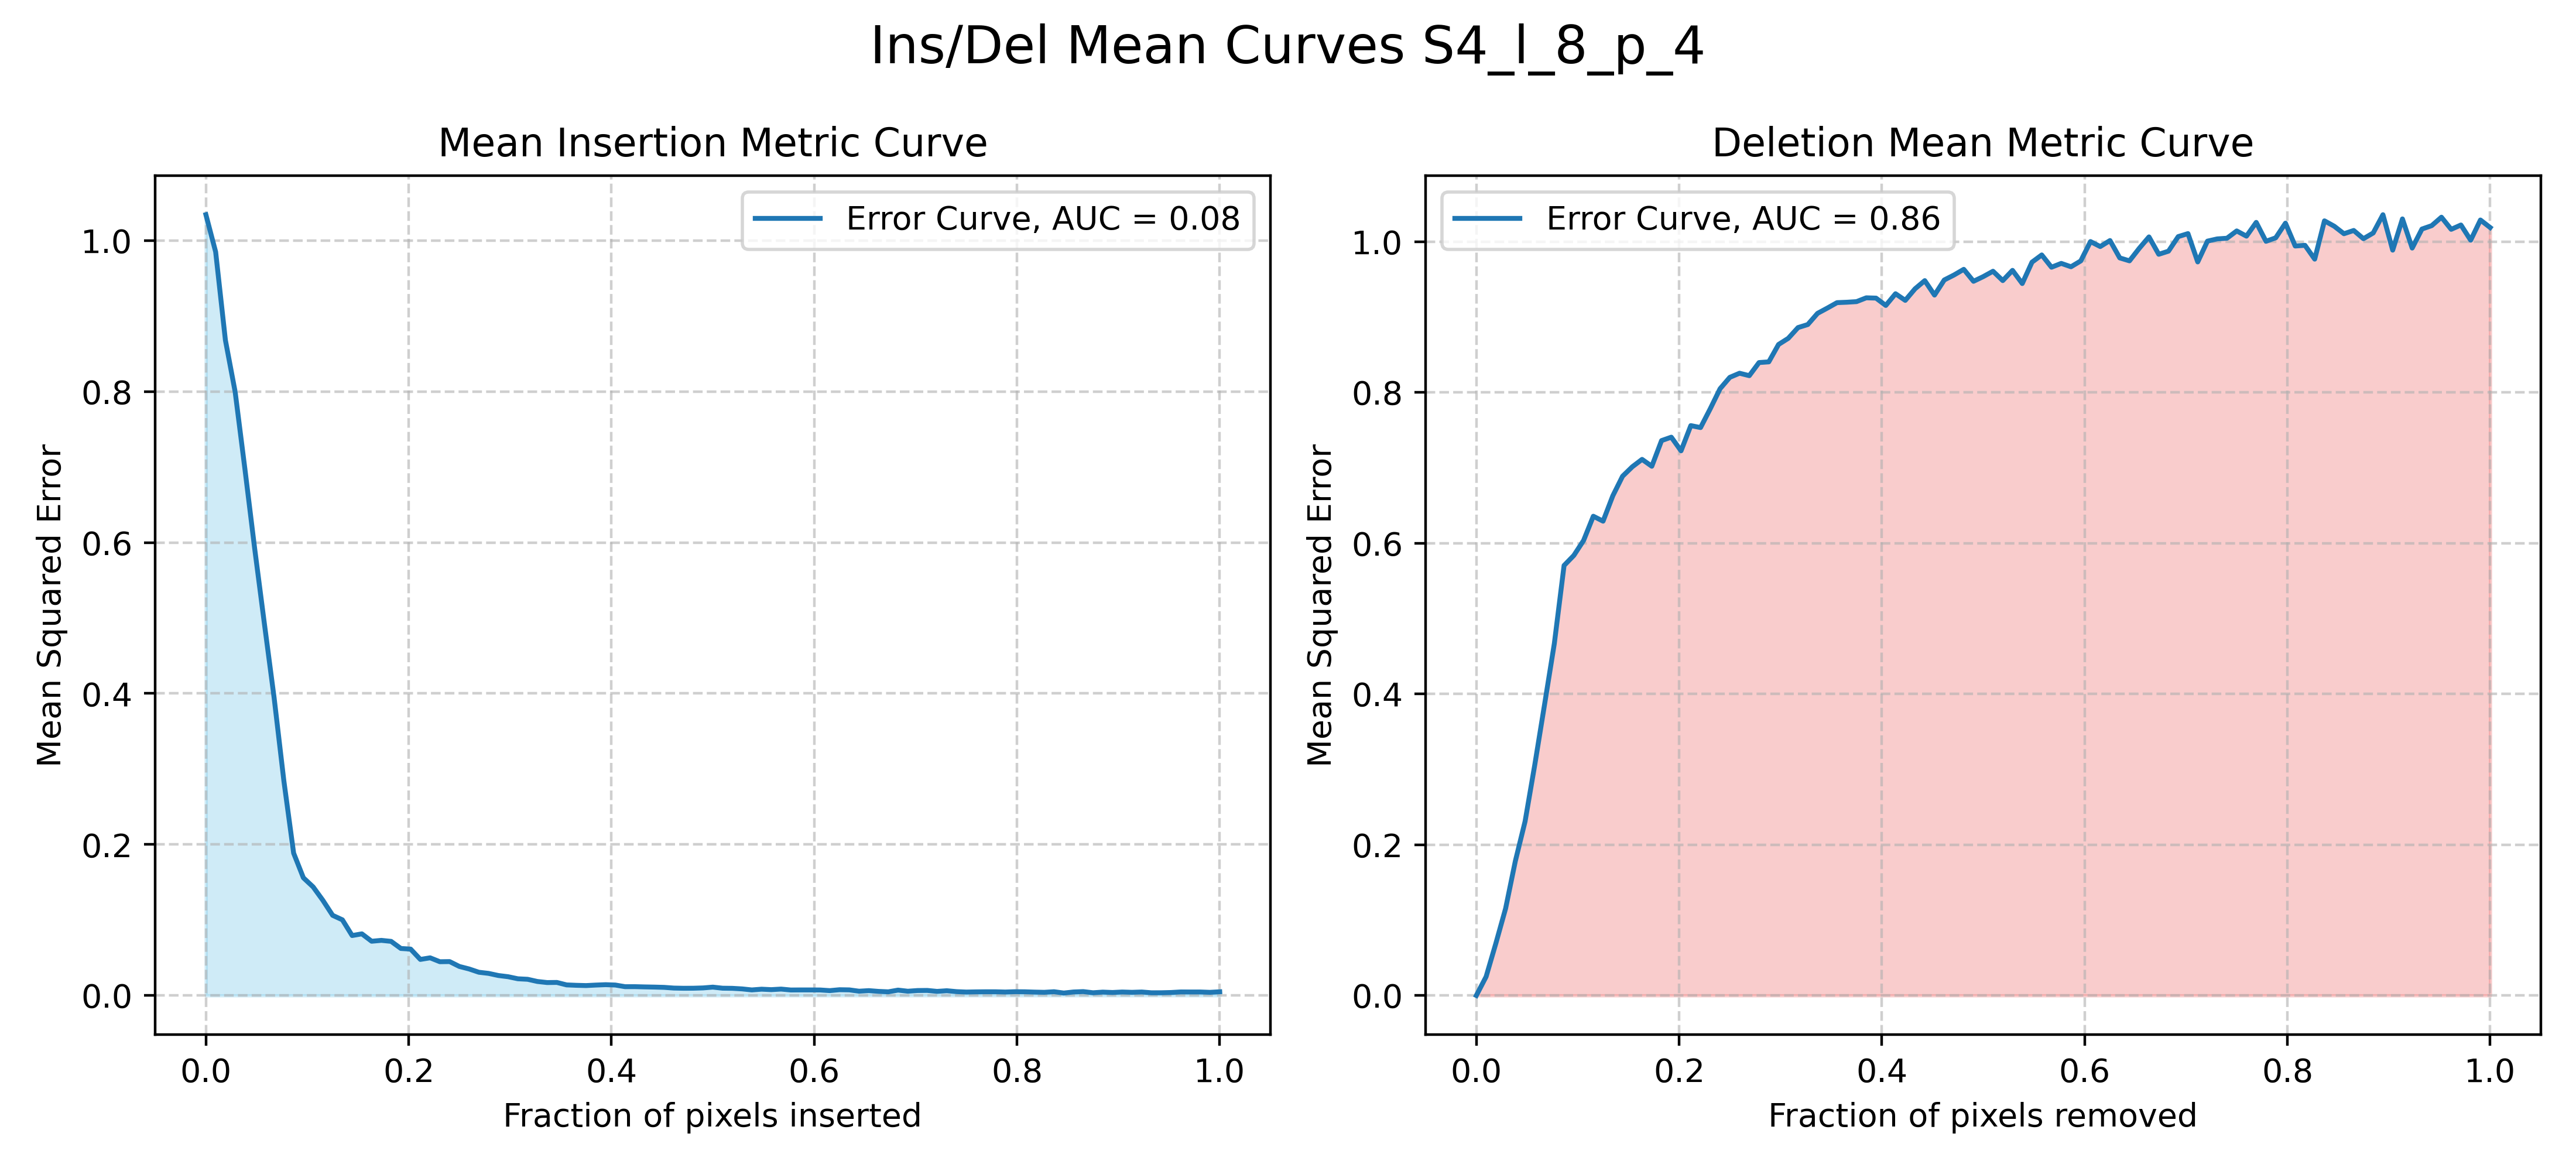 Ins/Del Mean Curves S4_l_8_p_4
Mean Insertion Metric Curve
Error Curve, AUC = 0.08
Mean Squared Error
1.0
0.8
0.6
0.4
0.2
0.0
0.0 0.2 0.4 0.6 0.8 1.0
Fraction of pixels inserted
Deletion Mean Metric Curve
Error Curve, AUC = 0.86
Mean Squared Error
1.0
0.8
0.6
0.4
0.2
0.0
0.0 0.2 0.4 0.6 0.8 1.0
Fraction of pixels removed